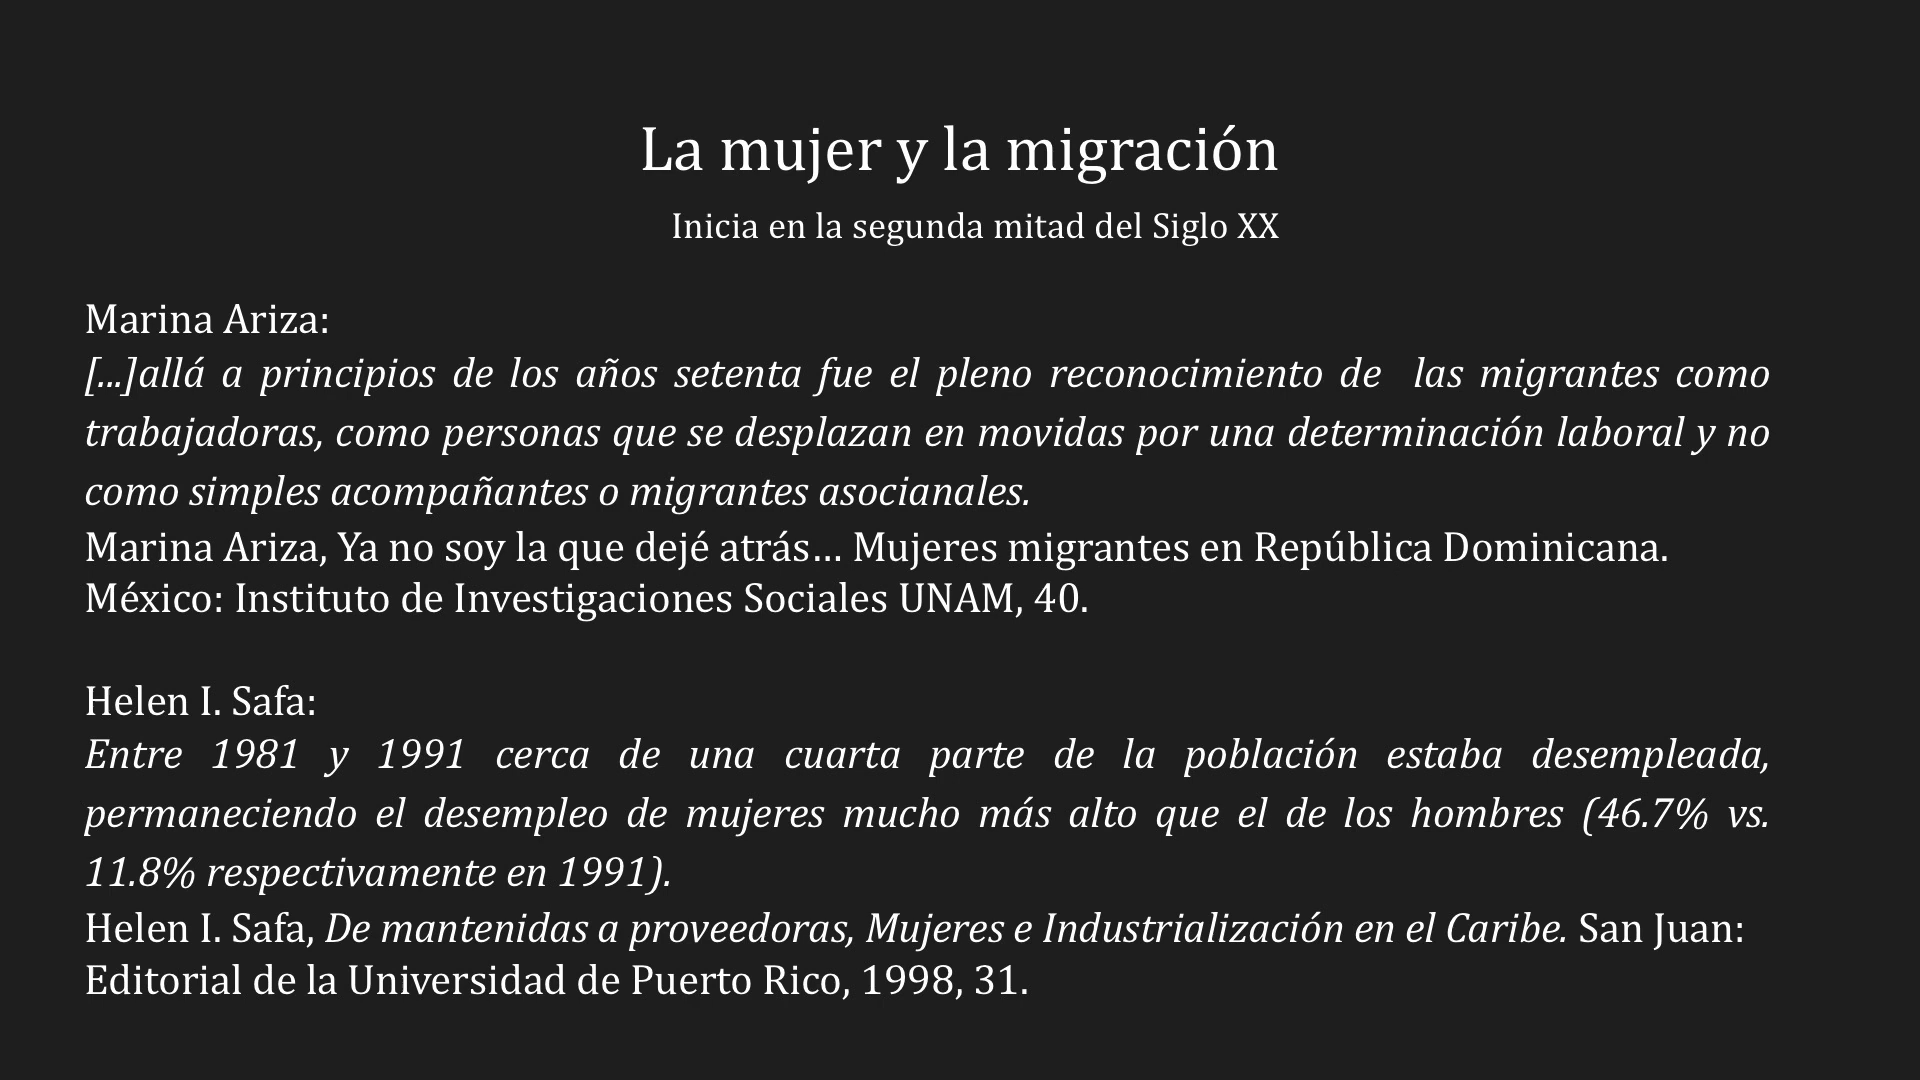 La mujer y la migración
Inicia en la segunda mitad del Siglo XX
Marina Ariza:
[...]allá a principios de los años setenta fue el pleno reconocimiento de  las migrantes como
trabajadoras, como personas que se desplazan en movidas por una determinación laboral y no
como simples acompañantes o migrantes asocianales.
Marina Ariza, Ya no soy la que dejé atrás… Mujeres migrantes en República Dominicana.
México: Instituto de Investigaciones Sociales UNAM, 40.
Helen I. Safa:
Entre 1981 y 1991 cerca de una cuarta parte de la población estaba desempleada,
permaneciendo el desempleo de mujeres mucho más alto que el de los hombres (46.7% vs.
11.8% respectivamente en 1991).
Helen I. Safa, De mantenidas a proveedoras, Mujeres e Industrialización en el Caribe. San Juan:
Editorial de la Universidad de Puerto Rico, 1998, 31.